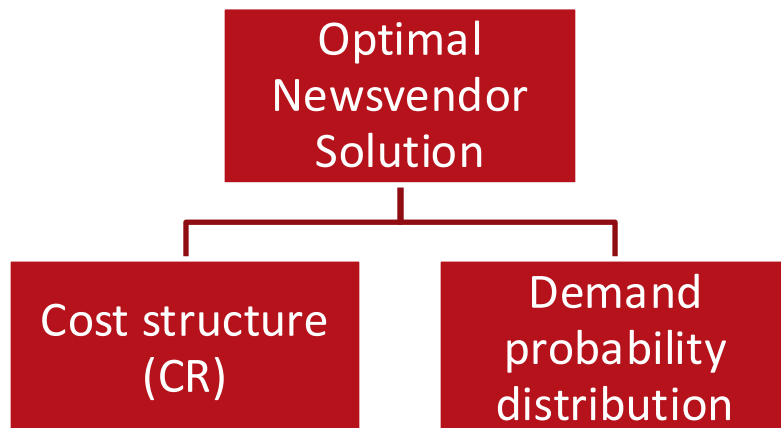 Optimal
Newsvendor
Solution
Cost structure
(CR)
Demand
probability
distribution